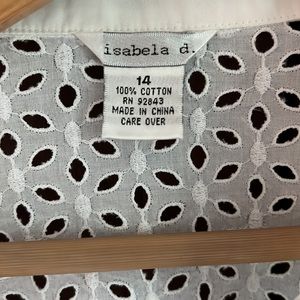 isabela d.
14
100% COTTON
RN 92843
MADE IN CHINA
CARE OVER